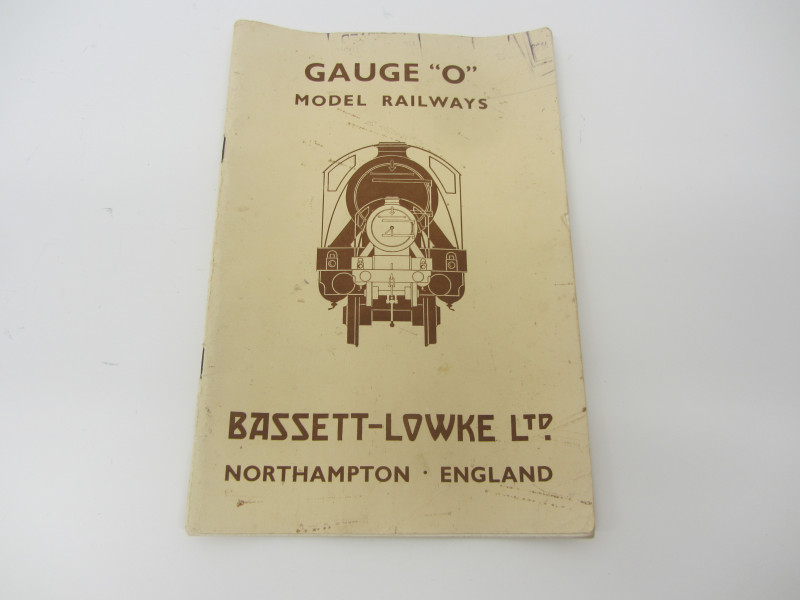 GAUGE "O"
MODEL RAILWAYS
BASSETT-LOWKE LTD.
NORTHAMPTON · ENGLAND